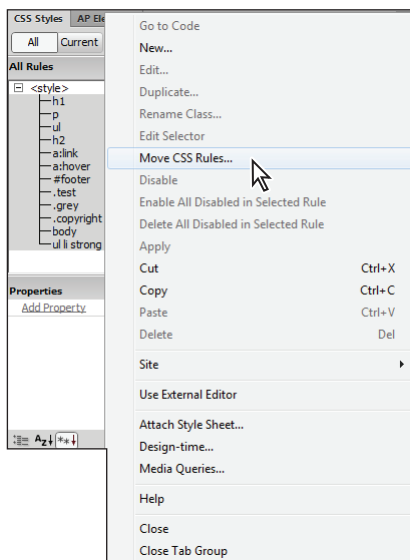 CSS Styles AP Ele
All Current
All Rules
<style>
h1
p
ul
h2
a:link
a:hover
#footer
.test
.grey
.copyright
body
ul li strong
Properties
Add Property
Go to Code
New...
Edit...
Duplicate...
Rename Class...
Edit Selector
Move CSS Rules...
Disable
Enable All Disabled in Selected Rule
Delete All Disabled in Selected Rule
Apply
Cut Ctrl+X
Copy Ctrl+C
Paste Ctrl+V
Delete Del
Site
Use External Editor
Attach Style Sheet...
Design-time...
Media Queries...
Help
Close
Close Tab Group